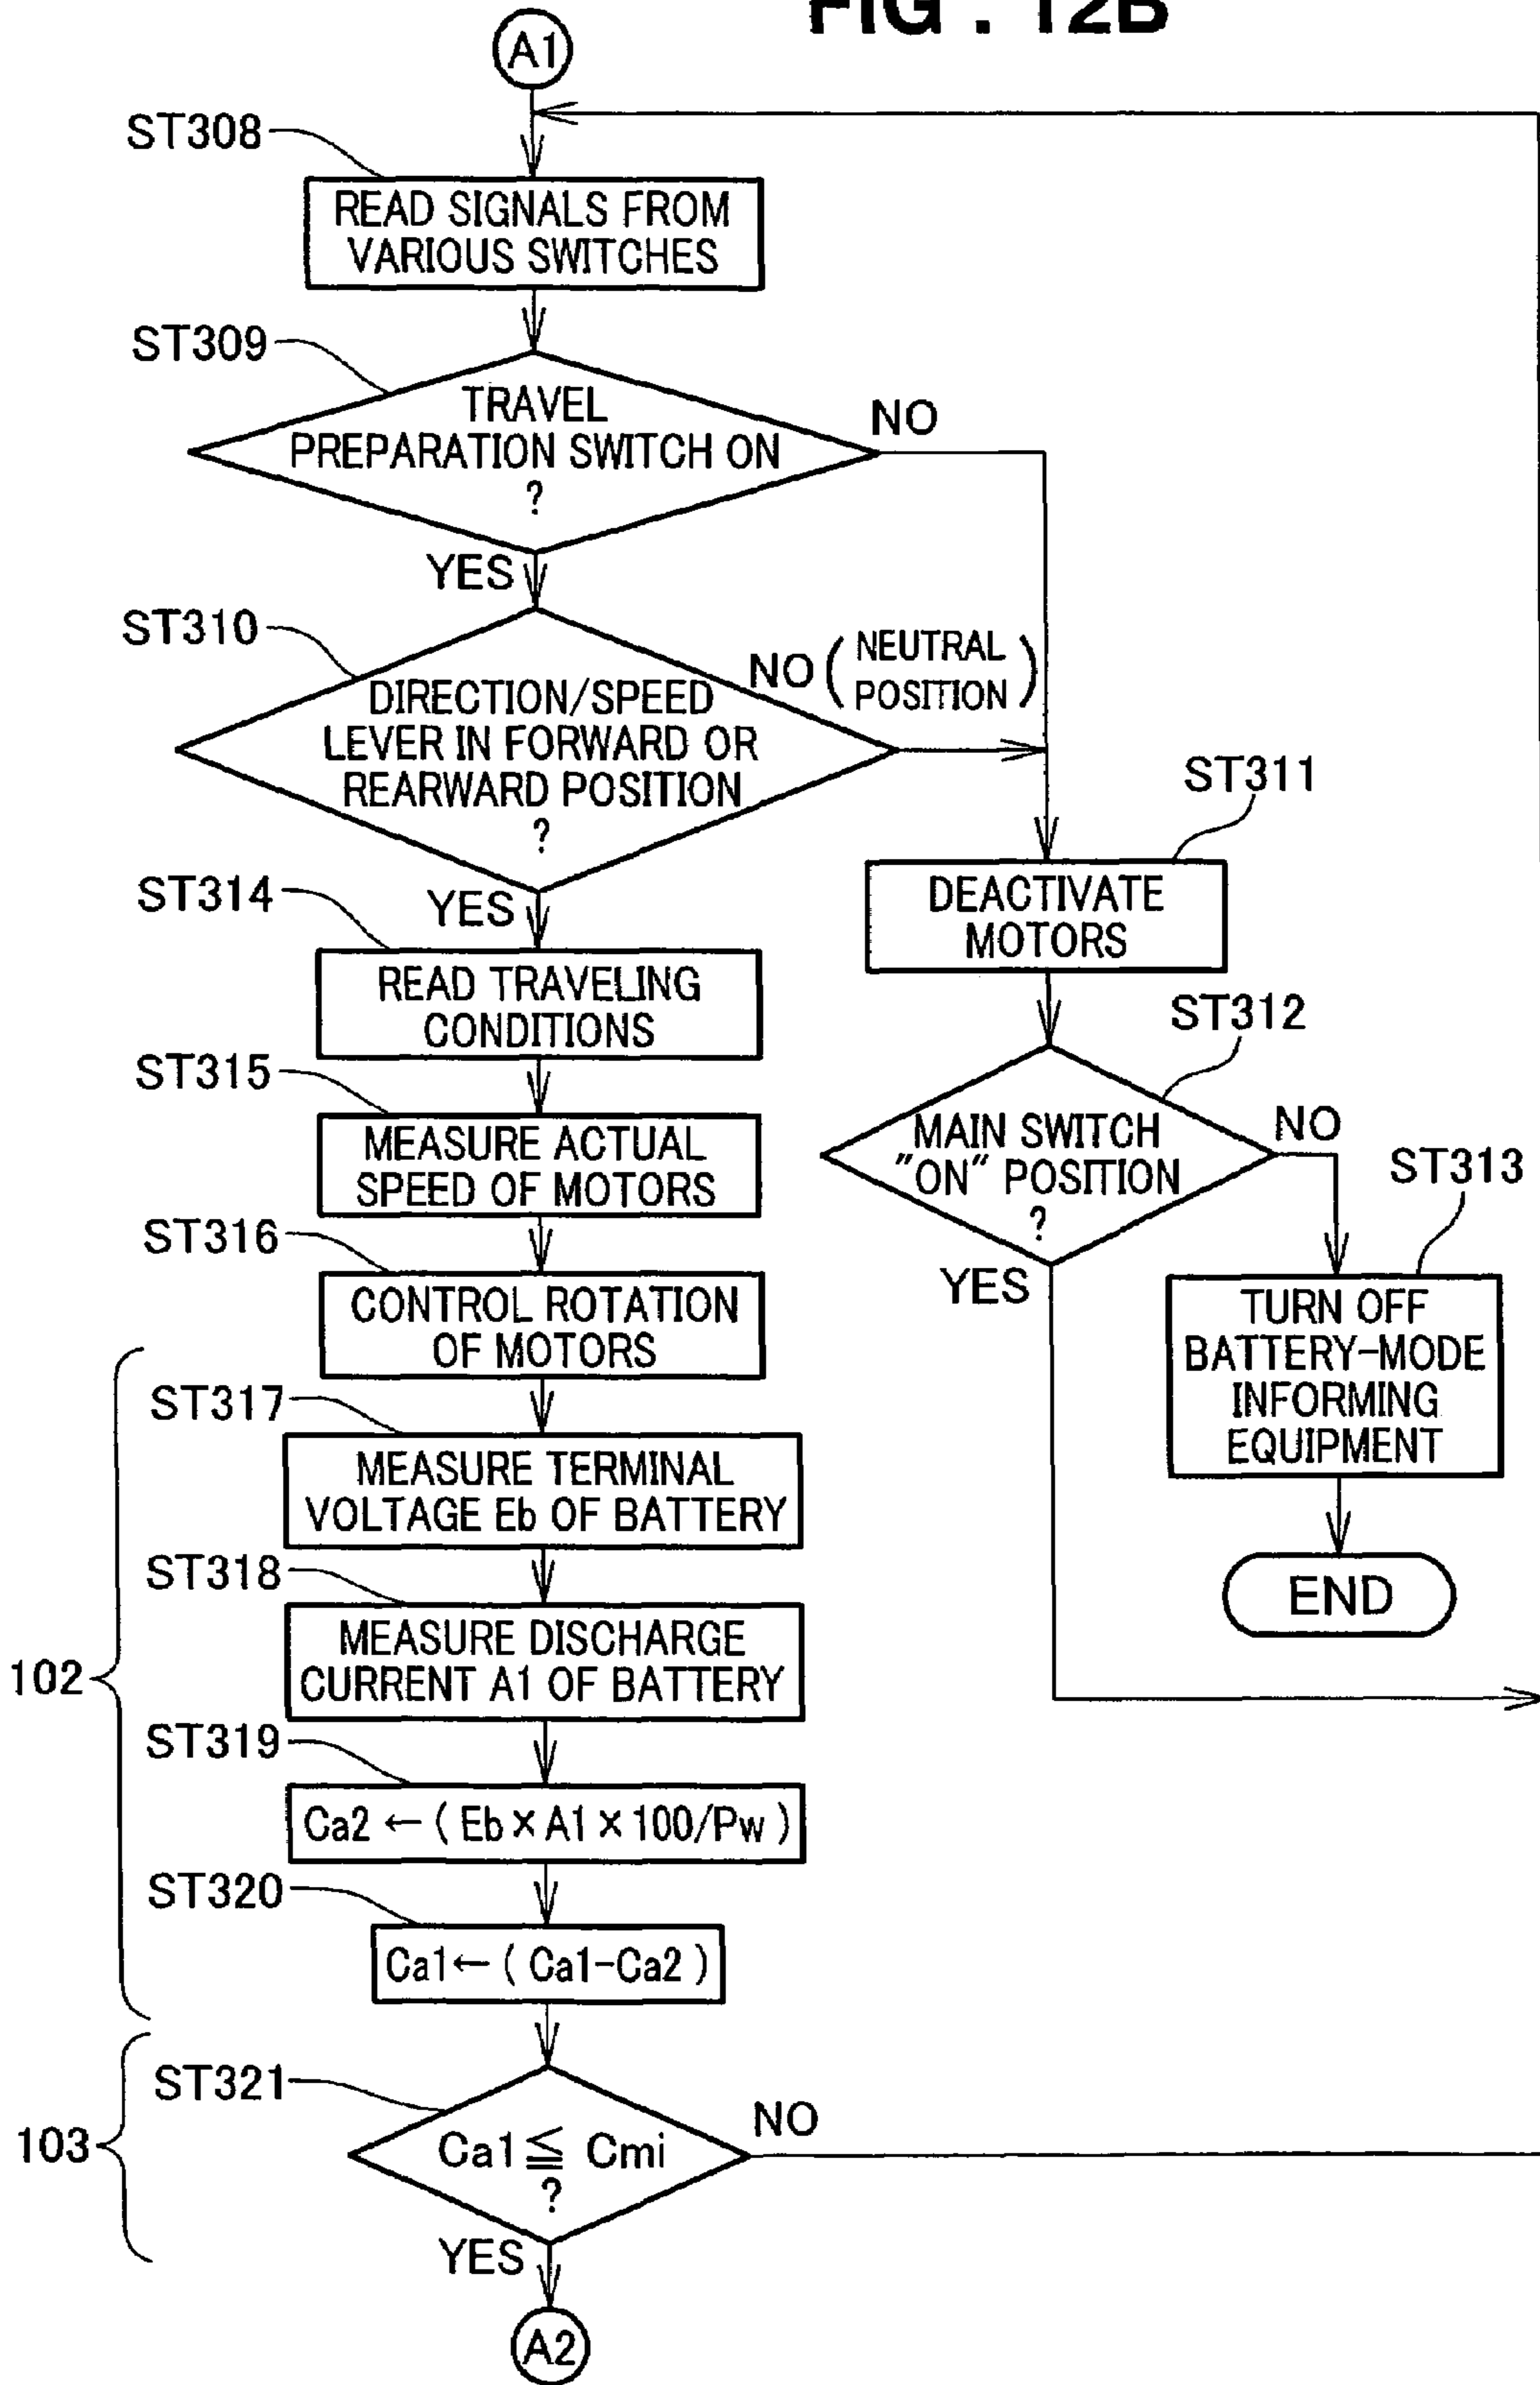 FIG. 12B
A1
ST308
READ SIGNALS FROM
VARIOUS SWITCHES
ST309
TRAVEL
PREPARATION SWITCH ON
?
NO
YES
ST310
DIRECTION/SPEED
LEVER IN FORWARD OR
REARWARD POSITION
?
NO (NEUTRAL
POSITION)
YES
ST311
DEACTIVATE
MOTORS
ST312
MAIN SWITCH
"ON" POSITION
?
NO
YES
ST313
TURN OFF
BATTERY-MODE
INFORMING
EQUIPMENT
END
ST314
READ TRAVELING
CONDITIONS
ST315
MEASURE ACTUAL
SPEED OF MOTORS
ST316
CONTROL ROTATION
OF MOTORS
102
ST317
MEASURE TERMINAL
VOLTAGE Eb OF BATTERY
ST318
MEASURE DISCHARGE
CURRENT A1 OF BATTERY
ST319
Ca2 ← ( Eb × A1 × 100/Pw )
ST320
Ca1 ← ( Ca1-Ca2 )
103
ST321
Ca1 ≦ Cmi
?
NO
YES
A2